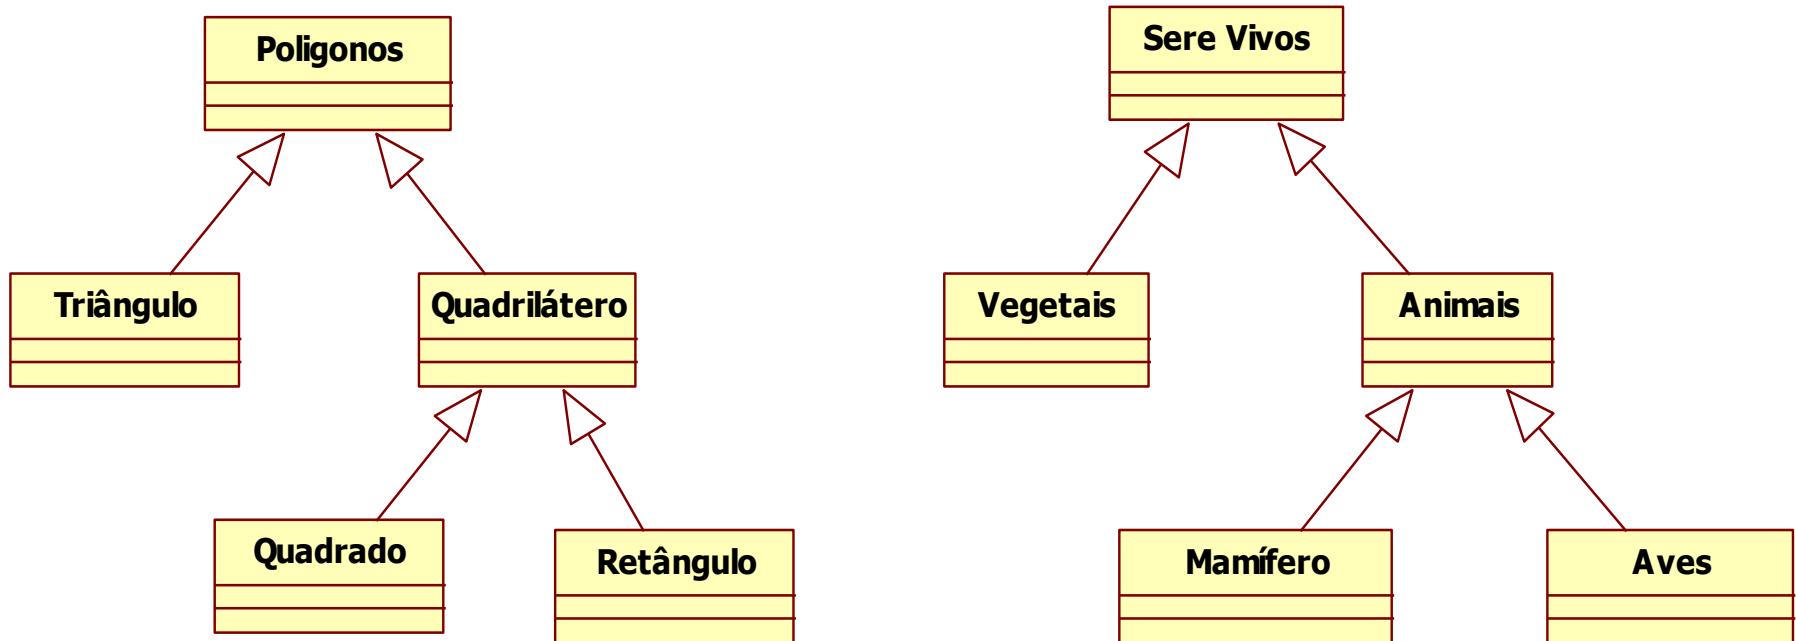 Poligonos
Sere Vivos
Triângulo
Quadrilátero
Vegetais
Animais
Quadrado
Retângulo
Mamífero
Aves